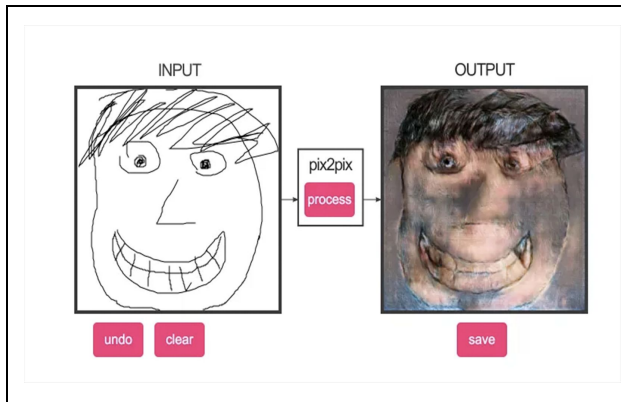 INPUT
OUTPUT
pix2pix
process
undo
clear
save